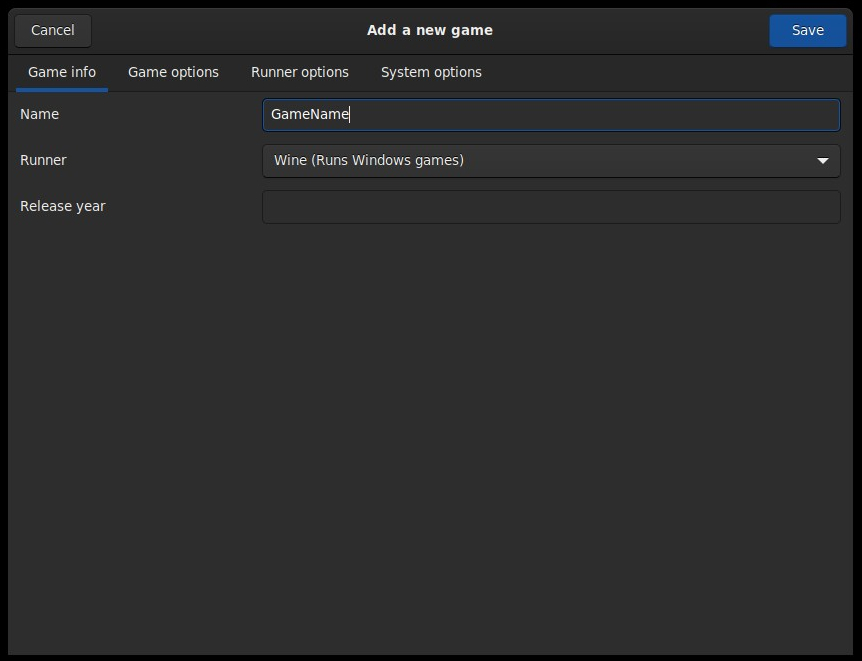 Cancel Add a new game Save
Game info Game options Runner options System options
Name GameName
Runner Wine (Runs Windows games)
Release year